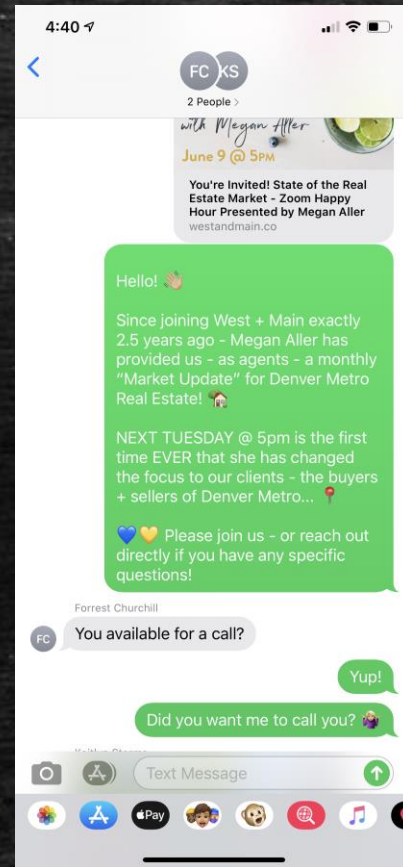 4:40
FC KS
2 People >
with Megan Aller
June 9 @ 5PM
You're Invited! State of the Real
Estate Market - Zoom Happy
Hour Presented by Megan Aller
westandmain.co
Hello! 👋🏼
Since joining West + Main exactly
2.5 years ago - Megan Aller has
provided us - as agents - a monthly
“Market Update” for Denver Metro
Real Estate! 🏡
NEXT TUESDAY @ 5pm is the first
time EVER that she has changed
the focus to our clients - the buyers
+ sellers of Denver Metro... 📍
💙💛 Please join us - or reach out
directly if you have any specific
questions!
Forrest Churchill
FC
You available for a call?
Yup!
Did you want me to call you? 🤷🏼‍♀️
Text Message
Pay